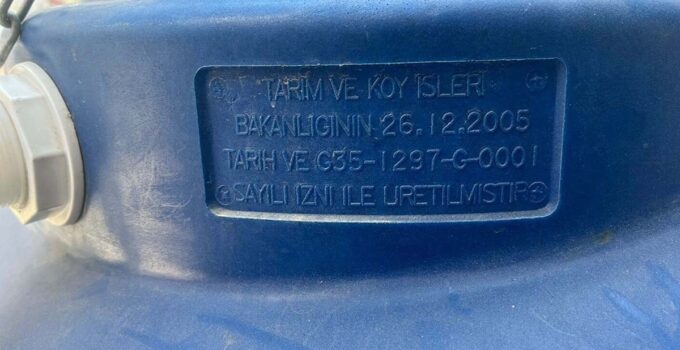 TARIM VE KOY ISLERI
BAKANLIGININ 26.12.2005
TARIH VE G35-1297-G-0001
SAYILI IZNI ILE URETILMISTIR